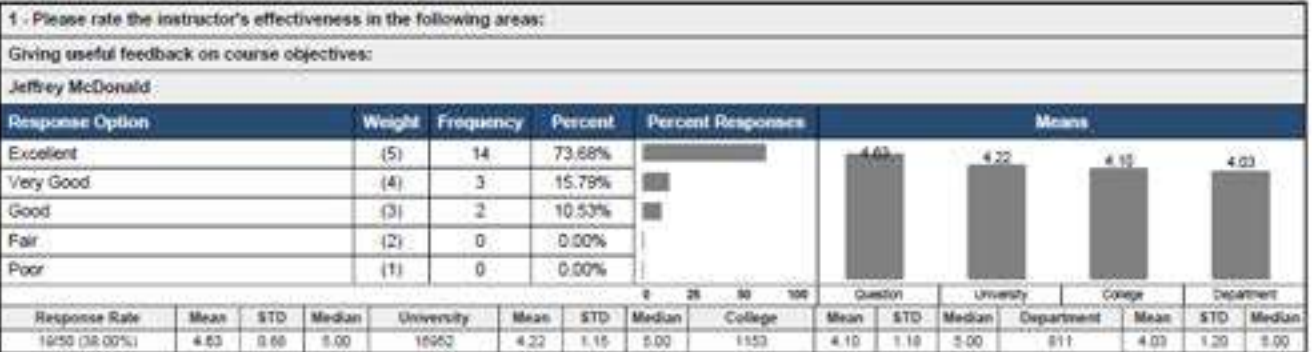 1 - Please rate the instructor's effectiveness in the following areas:
Giving useful feedback on course objectives:
Jeffrey McDonald
Response Option Weight Frequency Percent Percent Responses Means
Excellent (5) 14 73.68% 4.63 4.22 4.10 4.03
Very Good (4) 3 15.79%
Good (3) 2 10.53%
Fair (2) 0 0.00%
Poor (1) 0 0.00%
0 25 50 100 Question University College Department
Response Rate Mean STD Median University Mean STD Median College Mean STD Median Department Mean STD Median
19/50 (38.00%) 4.63 0.68 5.00 16952 4.22 1.15 5.00 1153 4.10 1.18 5.00 811 4.03 1.20 5.00